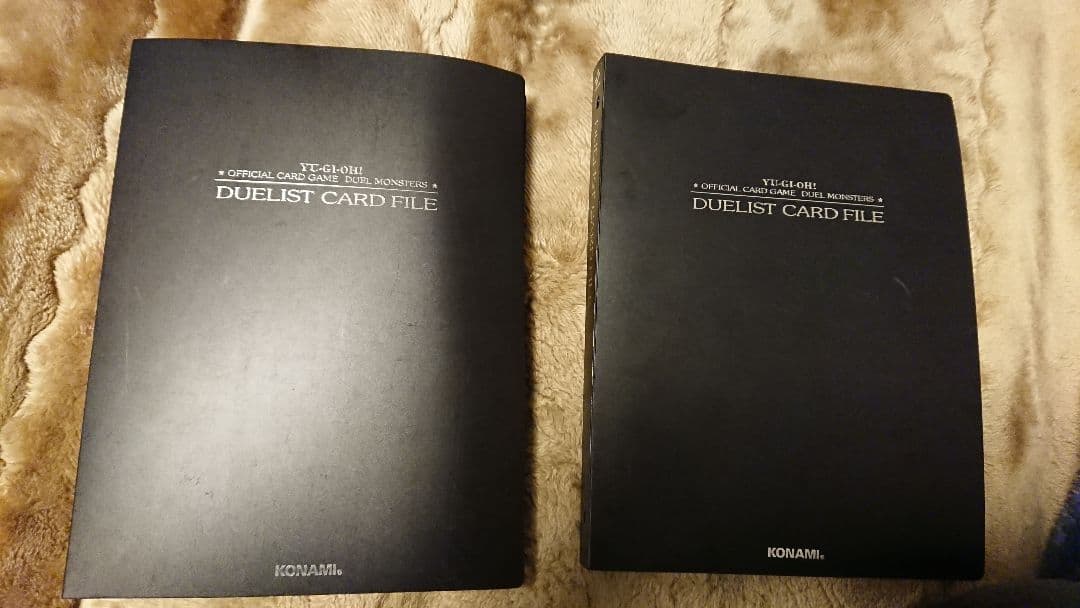 YU-GI-OH!
★ OFFICIAL CARD GAME DUEL MONSTERS ★
DUELIST CARD FILE
KONAMI®
YU-GI-OH!
★ OFFICIAL CARD GAME DUEL MONSTERS ★
DUELIST CARD FILE
KONAMI®